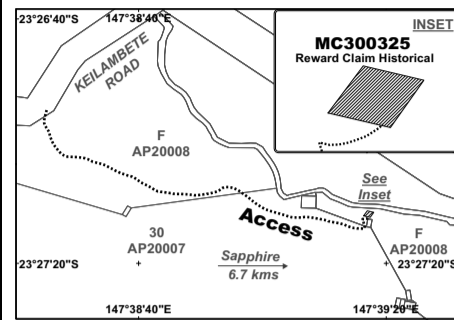 23°26'40"S
147°38'40"E
INSET
MC300325
Reward Claim Historical
KEILAMBETE
ROAD
F
AP20008
See
Inset
Access
30
AP20007
Sapphire
6.7 kms
F
AP20008
23°27'20"S
23°27'20"S
147°38'40"E
147°39'20"E